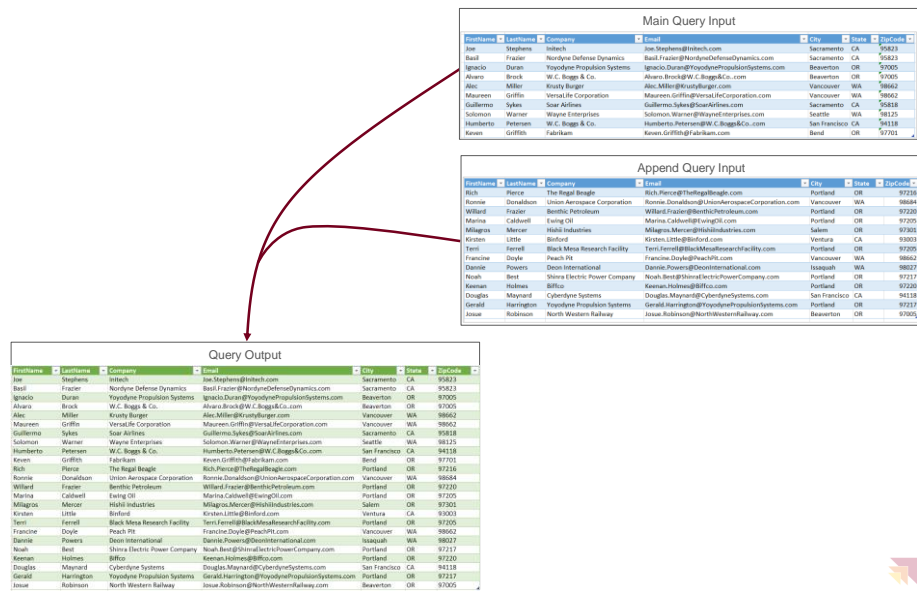 Main Query Input
FirstName LastName Company Email City State ZipCode
Joe Stephens Initech Joe.Stephens@Initech.com Sacramento CA 95823
Basil Frazier Nordyne Defense Dynamics Basil.Frazier@NordyneDefenseDynamics.com Sacramento CA 95823
Ignacio Duran Yoyodyne Propulsion Systems Ignacio.Duran@YoyodynePropulsionSystems.com Beaverton OR 97005
Alvaro Brock W.C. Boggs & Co. Alvaro.Brock@W.C.Boggs&Co..com Beaverton OR 97005
Alec Miller Krusty Burger Alec.Miller@KrustyBurger.com Vancouver WA 98662
Maureen Griffin VersaLife Corporation Maureen.Griffin@VersaLifeCorporation.com Vancouver WA 98662
Guillermo Sykes Soar Airlines Guillermo.Sykes@SoarAirlines.com Sacramento CA 95818
Solomon Warner Wayne Enterprises Solomon.Warner@WayneEnterprises.com Seattle WA 98125
Humberto Petersen W.C. Boggs & Co. Humberto.Petersen@W.C.Boggs&Co..com San Francisco CA 94118
Keven Griffith Fabrikam Keven.Griffith@Fabrikam.com Bend OR 97701
Append Query Input
FirstName LastName Company Email City State ZipCode
Rich Pierce The Regal Beagle Rich.Pierce@TheRegalBeagle.com Portland OR 97216
Ronnie Donaldson Union Aerospace Corporation Ronnie.Donaldson@UnionAerospaceCorporation.com Vancouver WA 98684
Willard Frazier Benthic Petroleum Willard.Frazier@BenthicPetroleum.com Portland OR 97220
Marina Caldwell Ewing Oil Marina.Caldwell@EwingOil.com Portland OR 97205
Milagros Mercer Hishii Industries Milagros.Mercer@HishiiIndustries.com Salem OR 97301
Kirsten Little Binford Kirsten.Little@Binford.com Ventura CA 93003
Terri Ferrell Black Mesa Research Facility Terri.Ferrell@BlackMesaResearchFacility.com Portland OR 97205
Francine Doyle Peach Pit Francine.Doyle@PeachPit.com Vancouver WA 98662
Dannie Powers Deon International Dannie.Powers@DeonInternational.com Issaquah WA 98027
Noah Best Shinra Electric Power Company Noah.Best@ShinraElectricPowerCompany.com Portland OR 97217
Keenan Holmes Biffco Keenan.Holmes@Biffco.com Portland OR 97220
Douglas Maynard Cyberdyne Systems Douglas.Maynard@CyberdyneSystems.com San Francisco CA 94118
Gerald Harrington Yoyodyne Propulsion Systems Gerald.Harrington@YoyodynePropulsionSystems.com Portland OR 97217
Josue Robinson North Western Railway Josue.Robinson@NorthWesternRailway.com Beaverton OR 97005
Query Output
FirstName LastName Company Email City State ZipCode
Joe Stephens Initech Joe.Stephens@Initech.com Sacramento CA 95823
Basil Frazier Nordyne Defense Dynamics Basil.Frazier@NordyneDefenseDynamics.com Sacramento CA 95823
Ignacio Duran Yoyodyne Propulsion Systems Ignacio.Duran@YoyodynePropulsionSystems.com Beaverton OR 97005
Alvaro Brock W.C. Boggs & Co. Alvaro.Brock@W.C.Boggs&Co..com Beaverton OR 97005
Alec Miller Krusty Burger Alec.Miller@KrustyBurger.com Vancouver WA 98662
Maureen Griffin VersaLife Corporation Maureen.Griffin@VersaLifeCorporation.com Vancouver WA 98662
Guillermo Sykes Soar Airlines Guillermo.Sykes@SoarAirlines.com Sacramento CA 95818
Solomon Warner Wayne Enterprises Solomon.Warner@WayneEnterprises.com Seattle WA 98125
Humberto Petersen W.C. Boggs & Co. Humberto.Petersen@W.C.Boggs&Co..com San Francisco CA 94118
Keven Griffith Fabrikam Keven.Griffith@Fabrikam.com Bend OR 97701
Rich Pierce The Regal Beagle Rich.Pierce@TheRegalBeagle.com Portland OR 97216
Ronnie Donaldson Union Aerospace Corporation Ronnie.Donaldson@UnionAerospaceCorporation.com Vancouver WA 98684
Willard Frazier Benthic Petroleum Willard.Frazier@BenthicPetroleum.com Portland OR 97220
Marina Caldwell Ewing Oil Marina.Caldwell@EwingOil.com Portland OR 97205
Milagros Mercer Hishii Industries Milagros.Mercer@HishiiIndustries.com Salem OR 97301
Kirsten Little Binford Kirsten.Little@Binford.com Ventura CA 93003
Terri Ferrell Black Mesa Research Facility Terri.Ferrell@BlackMesaResearchFacility.com Portland OR 97205
Francine Doyle Peach Pit Francine.Doyle@PeachPit.com Vancouver WA 98662
Dannie Powers Deon International Dannie.Powers@DeonInternational.com Issaquah WA 98027
Noah Best Shinra Electric Power Company Noah.Best@ShinraElectricPowerCompany.com Portland OR 97217
Keenan Holmes Biffco Keenan.Holmes@Biffco.com Portland OR 97220
Douglas Maynard Cyberdyne Systems Douglas.Maynard@CyberdyneSystems.com San Francisco CA 94118
Gerald Harrington Yoyodyne Propulsion Systems Gerald.Harrington@YoyodynePropulsionSystems.com Portland OR 97217
Josue Robinson North Western Railway Josue.Robinson@NorthWesternRailway.com Beaverton OR 97005